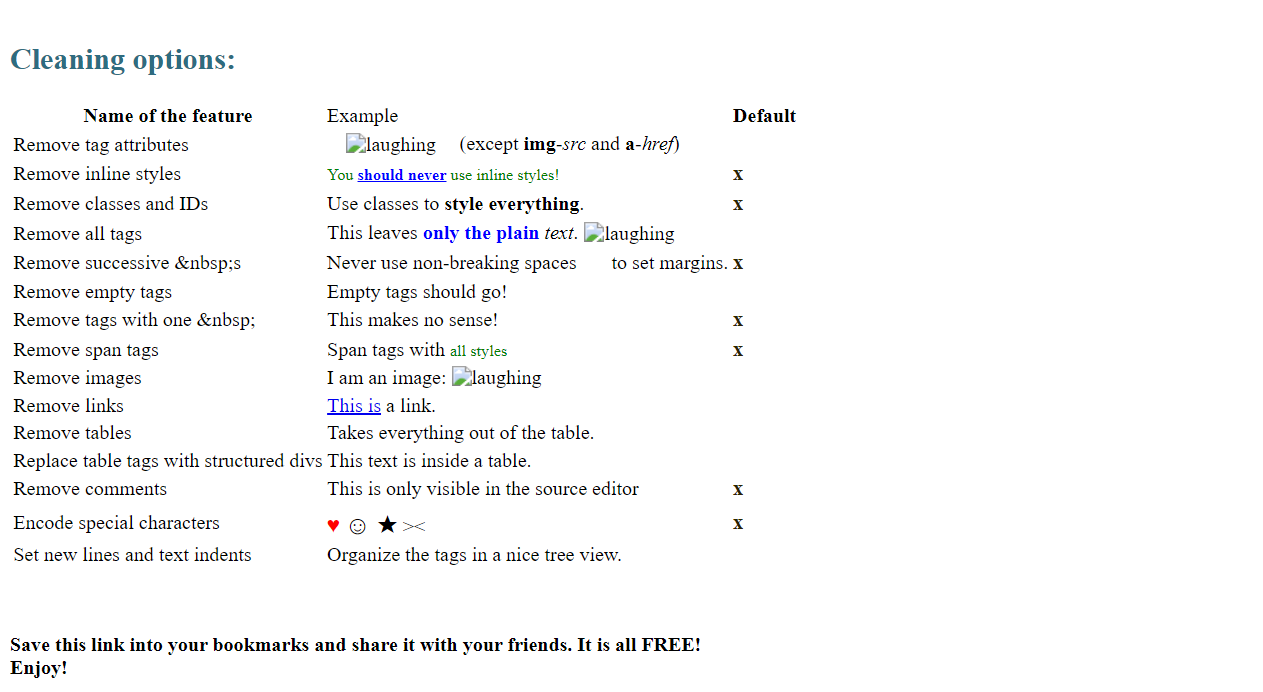 Cleaning options:
Name of the feature Example Default
Remove tag attributes laughing (except img-src and a-href)
Remove inline styles You should never use inline styles! x
Remove classes and IDs Use classes to style everything. x
Remove all tags This leaves only the plain text. laughing
Remove successive &nbsp;s Never use non-breaking spaces to set margins. x
Remove empty tags Empty tags should go!
Remove tags with one &nbsp; This makes no sense! x
Remove span tags Span tags with all styles x
Remove images I am an image: laughing
Remove links This is a link.
Remove tables Takes everything out of the table.
Replace table tags with structured divs This text is inside a table.
Remove comments This is only visible in the source editor x
Encode special characters ♥ ☺ ★ >< x
Set new lines and text indents Organize the tags in a nice tree view.
Save this link into your bookmarks and share it with your friends. It is all FREE!
Enjoy!